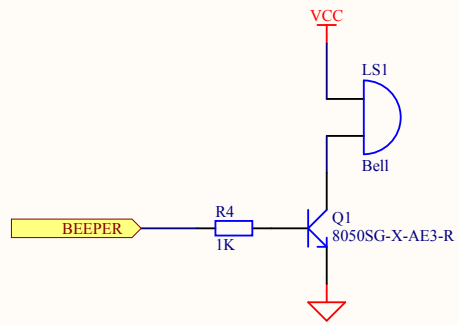 VCC
LS1
Bell
R4
BEEPER
1K
Q1
8050SG-X-AE3-R